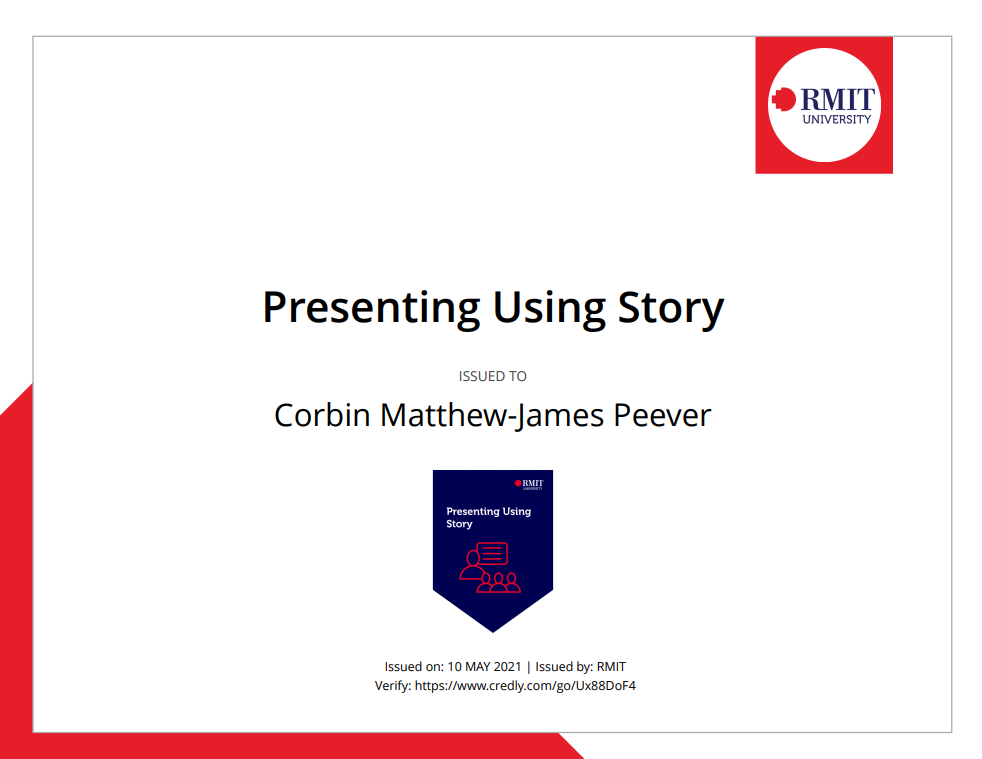 RMIT
UNIVERSITY
Presenting Using Story
ISSUED TO
Corbin Matthew-James Peever
RMIT
UNIVERSITY
Presenting Using
Story
Issued on: 10 MAY 2021 | Issued by: RMIT
Verify: https://www.credly.com/go/Ux88DoF4